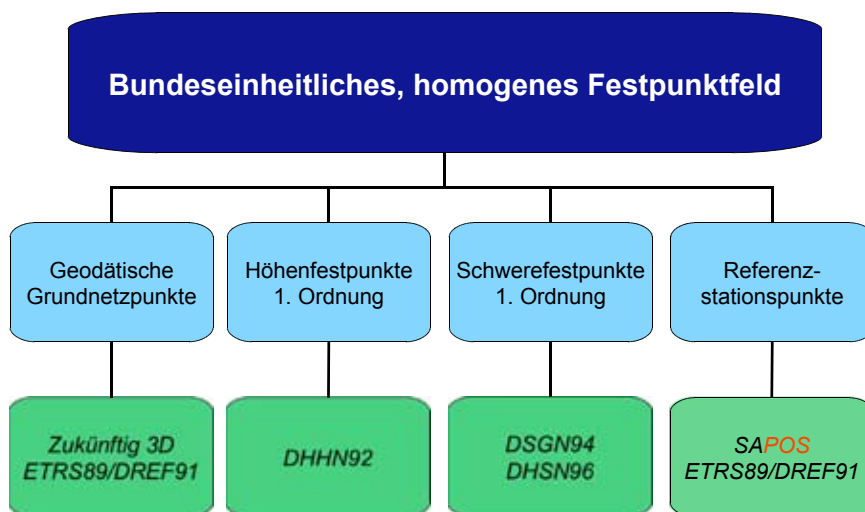 Bundeseinheitliches, homogenes Festpunktfeld
Geodätische
Grundnetzpunkte
Höhenfestpunkte
1. Ordnung
Schwerefestpunkte
1. Ordnung
Referenz-
stationspunkte
Zukünftig 3D
ETRS89/DREF91
DHHN92
DSGN94
DHSN96
SAPOS
ETRS89/DREF91